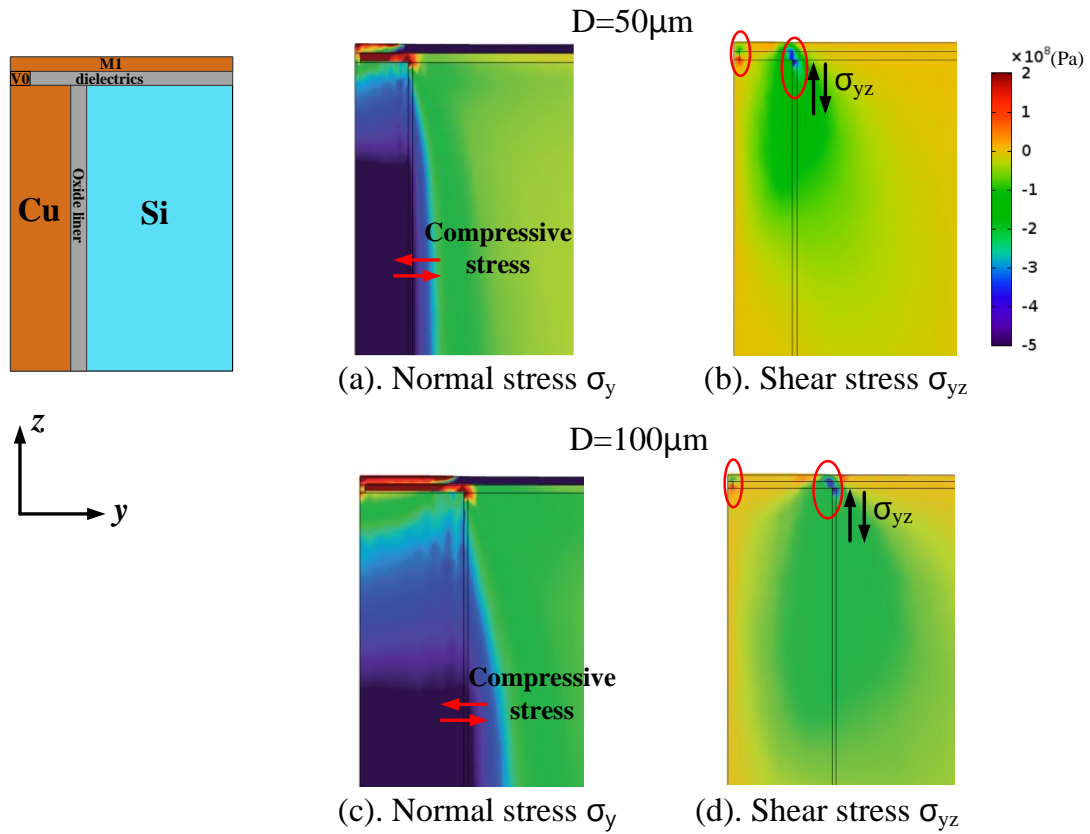 D=50μm
M1
V0
dielectrics
Cu
Oxide liner
Si
Compressive
stress
σyz
×10⁸(Pa)
2
1
0
-1
-2
-3
-4
-5
(a). Normal stress σy
(b). Shear stress σyz
z
y
D=100μm
Compressive
stress
σyz
(c). Normal stress σy
(d). Shear stress σyz